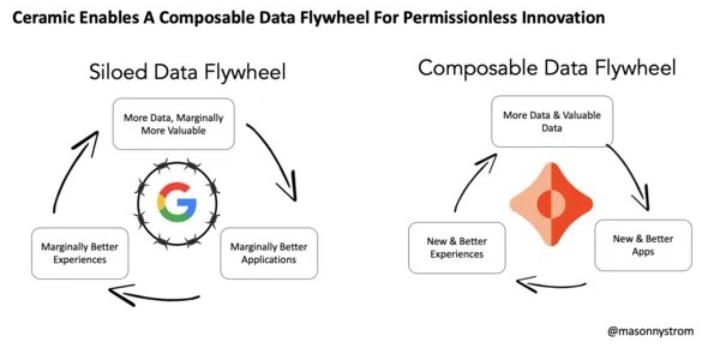 Ceramic Enables A Composable Data Flywheel For Permissionless Innovation
Siloed Data Flywheel
More Data, Marginally
More Valuable
Marginally Better
Experiences
Marginally Better
Applications
Composable Data Flywheel
More Data & Valuable
Data
New & Better
Experiences
New & Better
Apps
@masonnystrom